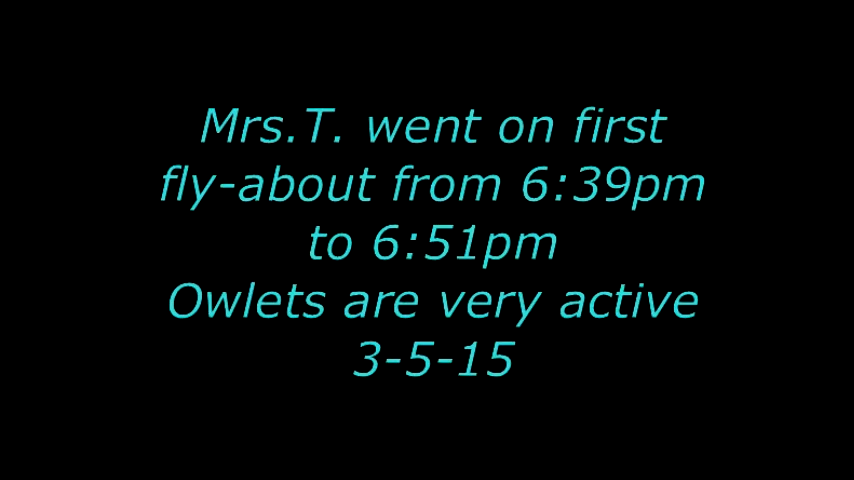 Mrs.T. went on first
fly-about from 6:39pm
to 6:51pm
Owlets are very active
3-5-15